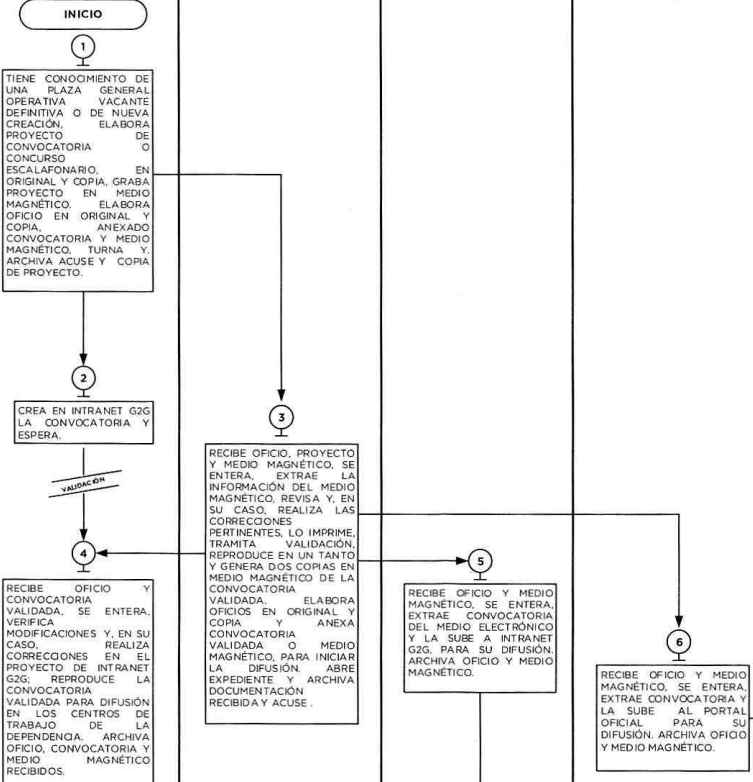 INICIO
1
TIENE CONOCIMIENTO DE
UNA PLAZA GENERAL
OPERATIVA VACANTE
DEFINITIVA O DE NUEVA
CREACIÓN, ELABORA
PROYECTO DE
CONVOCATORIA O
CONCURSO
ESCALAFONARIO, EN
ORIGINAL Y COPIA, GRABA
PROYECTO EN MEDIO
MAGNÉTICO. ELABORA
OFICIO EN ORIGINAL Y
COPIA, ANEXADO
CONVOCATORIA Y MEDIO
MAGNÉTICO, TURNA Y.
ARCHIVA ACUSE Y COPIA
DE PROYECTO.
2
CREA EN INTRANET G2G
LA CONVOCATORIA Y
ESPERA.
VALIDACIÓN
3
RECIBE OFICIO, PROYECTO
Y MEDIO MAGNÉTICO, SE
ENTERA, EXTRAE LA
INFORMACIÓN DEL MEDIO
MAGNÉTICO, REVISA Y, EN
SU CASO, REALIZA LAS
CORRECCIONES
PERTINENTES, LO IMPRIME,
TRAMITA VALIDACIÓN,
REPRODUCE EN UN TANTO
Y GENERA DOS COPIAS EN
MEDIO MAGNÉTICO DE LA
CONVOCATORIA
VALIDADA. ELABORA
OFICIOS EN ORIGINAL Y
COPIA Y ANEXA
CONVOCATORIA
VALIDADA O MEDIO
MAGNÉTICO, PARA INICIAR
LA DIFUSIÓN. ABRE
EXPEDIENTE Y ARCHIVA
DOCUMENTACIÓN
RECIBIDA Y ACUSE .
4
RECIBE OFICIO Y
CONVOCATORIA
VALIDADA, SE ENTERA,
VERIFICA
MODIFICACIONES Y, EN SU
CASO, REALIZA
CORRECCIONES EN EL
PROYECTO DE INTRANET
G2G; REPRODUCE LA
CONVOCATORIA
VALIDADA PARA DIFUSIÓN
EN LOS CENTROS DE
TRABAJO DE LA
DEPENDENCIA. ARCHIVA
OFICIO, CONVOCATORIA Y
MEDIO MAGNÉTICO
RECIBIDOS.
5
RECIBE OFICIO Y MEDIO
MAGNÉTICO, SE ENTERA,
EXTRAE CONVOCATORIA
DEL MEDIO ELECTRÓNICO
Y LA SUBE A INTRANET
G2G, PARA SU DIFUSIÓN.
ARCHIVA OFICIO Y MEDIO
MAGNÉTICO.
6
RECIBE OFICIO Y MEDIO
MAGNÉTICO, SE ENTERA,
EXTRAE CONVOCATORIA Y
LA SUBE AL PORTAL
OFICIAL PARA SU
DIFUSIÓN. ARCHIVA OFICIO
Y MEDIO MAGNÉTICO.